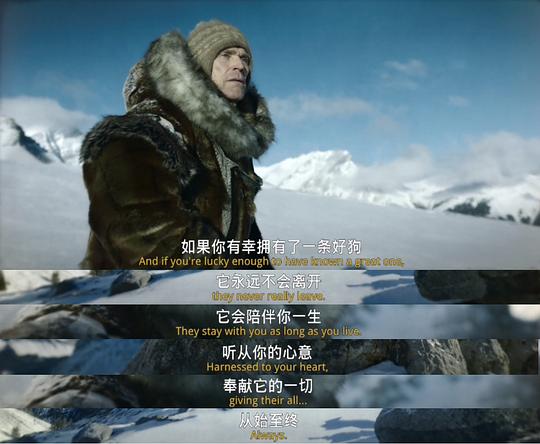 如果你有幸拥有了一条好狗
And if you're lucky enough to have known a great one,
它永远不会离开
they never really leave.
它会陪伴你一生
They stay with you as long as you live.
听从你的心意
Harnessed to your heart,
奉献它的一切
giving their all...
从始至终
Always.